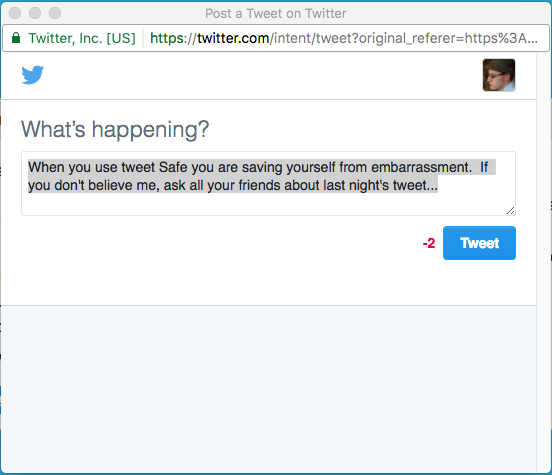 Post a Tweet on Twitter
Twitter, Inc. [US] https://twitter.com/intent/tweet?original_referer=https%3A...
What's happening?
When you use tweet Safe you are saving yourself from embarrassment.  If
you don't believe me, ask all your friends about last night's tweet...
-2 Tweet